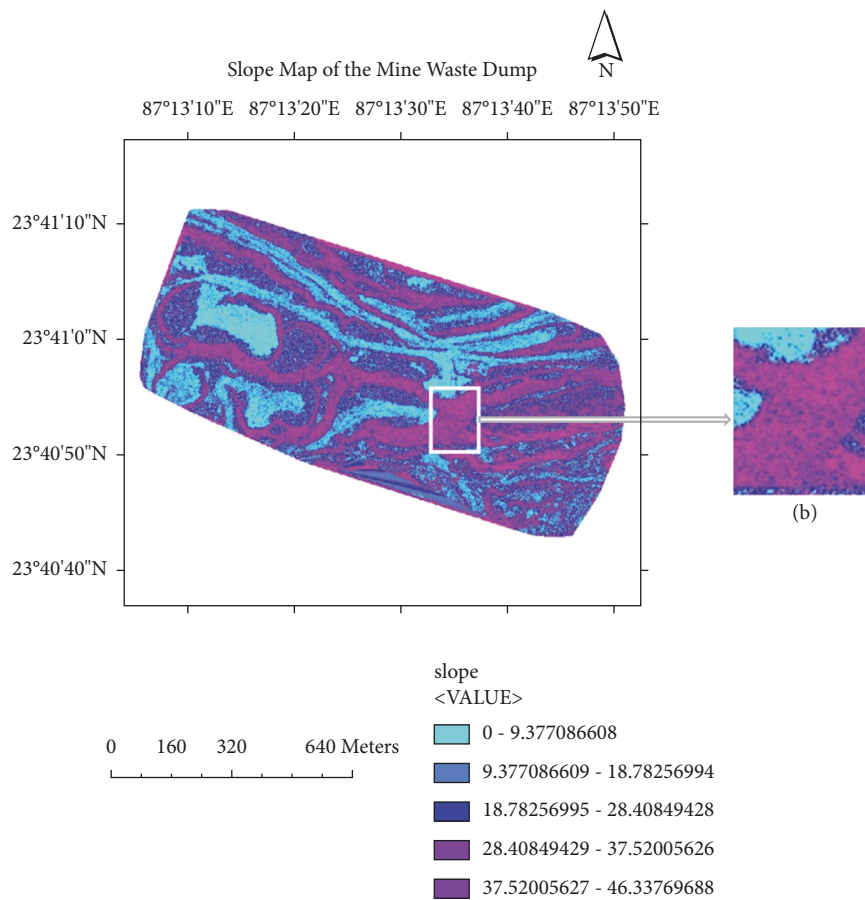 N
Slope Map of the Mine Waste Dump
87°13'10"E 87°13'20"E 87°13'30"E 87°13'40"E 87°13'50"E
23°41'10"N
23°41'0"N
23°40'50"N
23°40'40"N
(b)
slope
<VALUE>
0 160 320 640 Meters
0 - 9.377086608
9.377086609 - 18.78256994
18.78256995 - 28.40849428
28.40849429 - 37.52005626
37.52005627 - 46.33769688